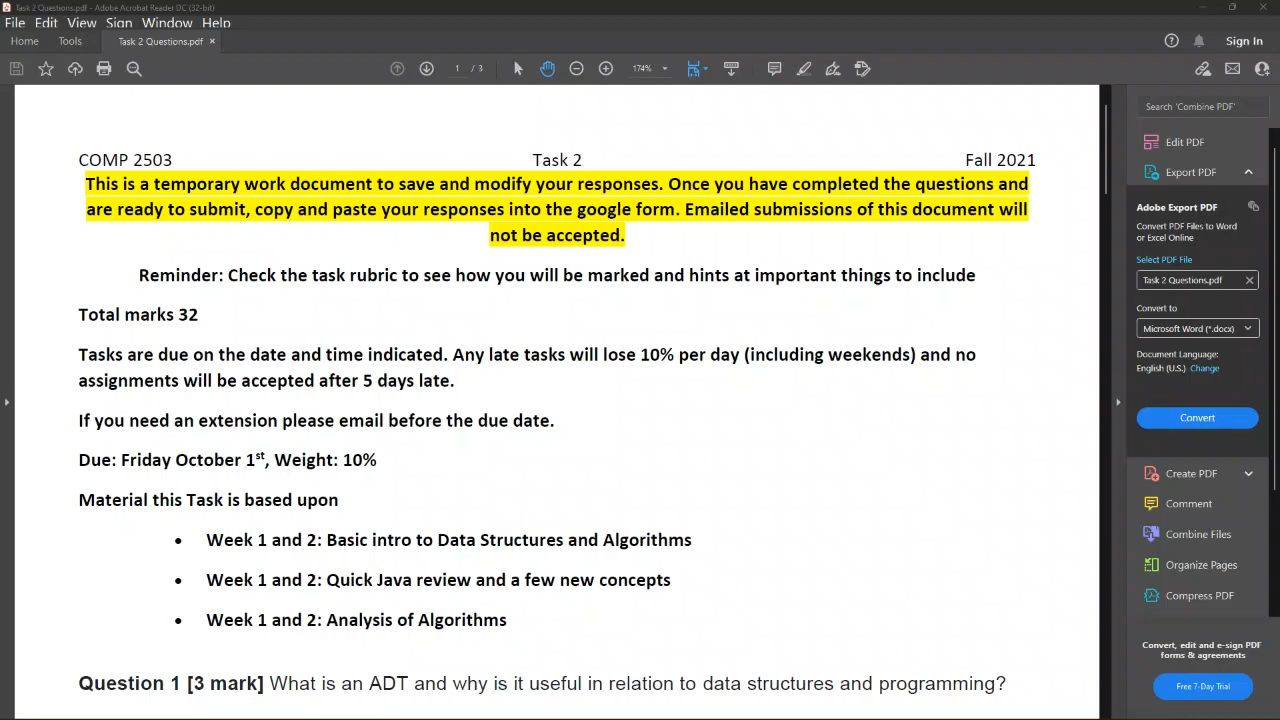 Task 2 Questions.pdf - Adobe Acrobat Reader DC (32-bit)
File Edit View Sign Window Help
Home Tools Task 2 Questions.pdf × Sign In
1 / 3 174%
Search 'Combine PDF'
Edit PDF
Export PDF
Adobe Export PDF
Convert PDF Files to Word
or Excel Online
Select PDF File
Task 2 Questions.pdf
Convert to
Microsoft Word (*.docx)
Document Language:
English (U.S.) Change
Convert
Create PDF
Comment
Combine Files
Organize Pages
Compress PDF
Convert, edit and e-sign PDF
forms & agreements
Free 7-Day Trial
COMP 2503 Task 2 Fall 2021
This is a temporary work document to save and modify your responses. Once you have completed the questions and
are ready to submit, copy and paste your responses into the google form. Emailed submissions of this document will
not be accepted.
Reminder: Check the task rubric to see how you will be marked and hints at important things to include
Total marks 32
Tasks are due on the date and time indicated. Any late tasks will lose 10% per day (including weekends) and no
assignments will be accepted after 5 days late.
If you need an extension please email before the due date.
Due: Friday October 1st, Weight: 10%
Material this Task is based upon
• Week 1 and 2: Basic intro to Data Structures and Algorithms
• Week 1 and 2: Quick Java review and a few new concepts
• Week 1 and 2: Analysis of Algorithms
Question 1 [3 mark] What is an ADT and why is it useful in relation to data structures and programming?